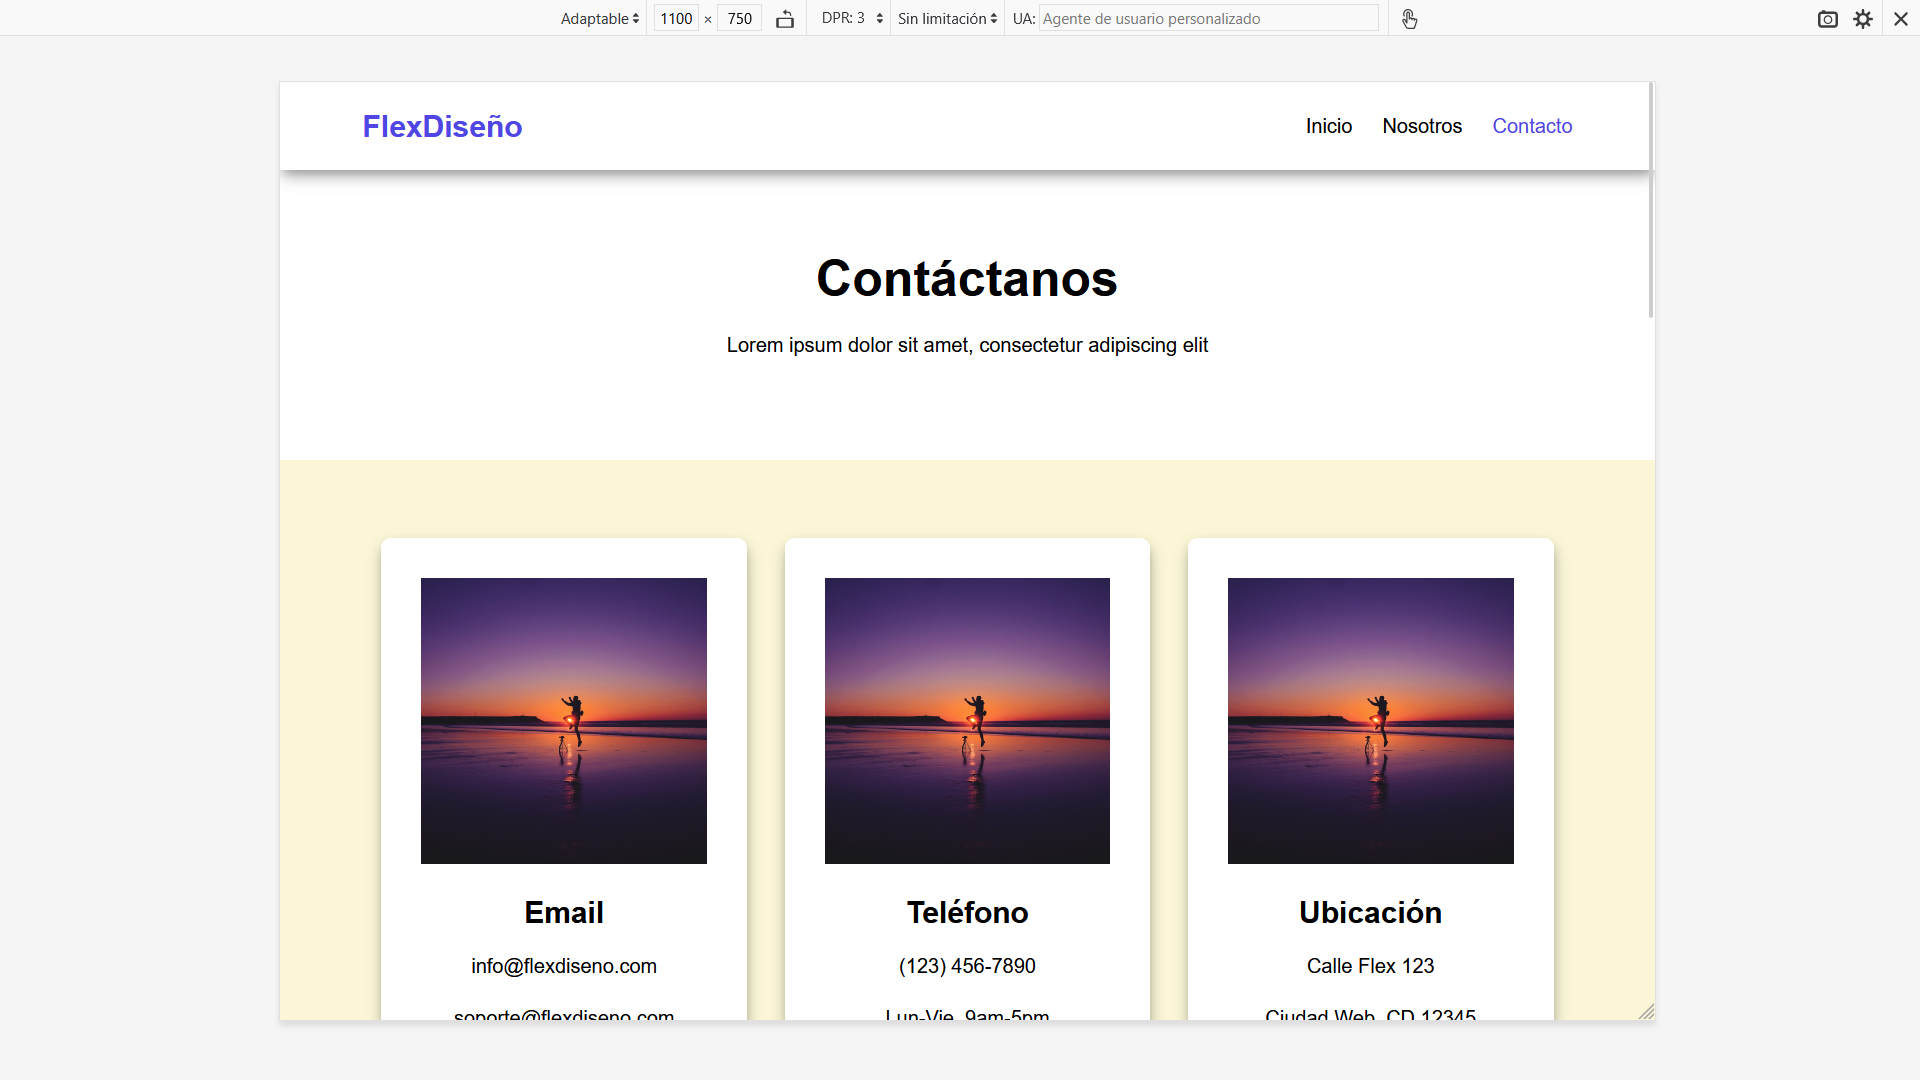 Adaptable 1100 × 750 DPR: 3 Sin limitación UA: Agente de usuario personalizado
FlexDiseño Inicio Nosotros Contacto
Contáctanos
Lorem ipsum dolor sit amet, consectetur adipiscing elit
Email
info@flexdiseno.com
soporte@flexdiseno.com
Teléfono
(123) 456-7890
Lun-Vie, 9am-5pm
Ubicación
Calle Flex 123
Ciudad Web, CD 12345